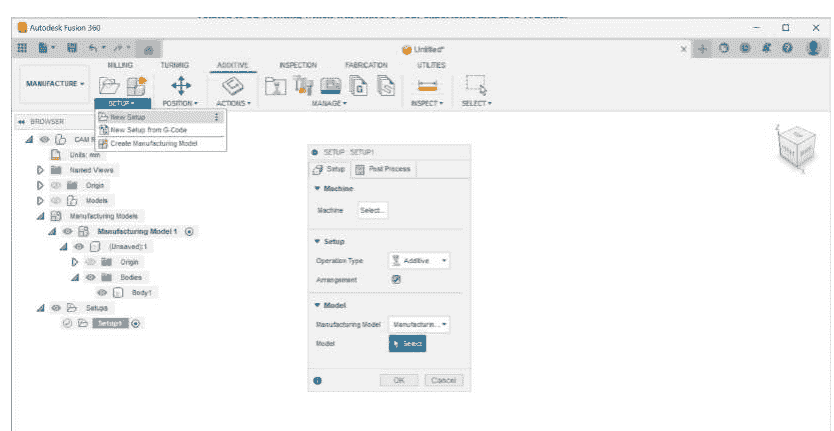 Autodesk Fusion 360
Untitled*
MILLING TURNING ADDITIVE INSPECTION FABRICATION UTILITIES
MANUFACTURE
SETUP POSITION ACTIONS MANAGE INSPECT SELECT
BROWSER
New Setup
New Setup from G-Code
Create Manufacturing Model
CAM R
Units: mm
Named Views
Origin
Models
Manufacturing Models
Manufacturing Model 1
(Unsaved):1
Origin
Bodies
Body1
Setups
Setup1
SETUP : SETUP1
Setup Post Process
Machine
Machine Select...
Setup
Operation Type Additive
Arrangement
Model
Manufacturing Model Manufacturin...
Model Select
OK Cancel